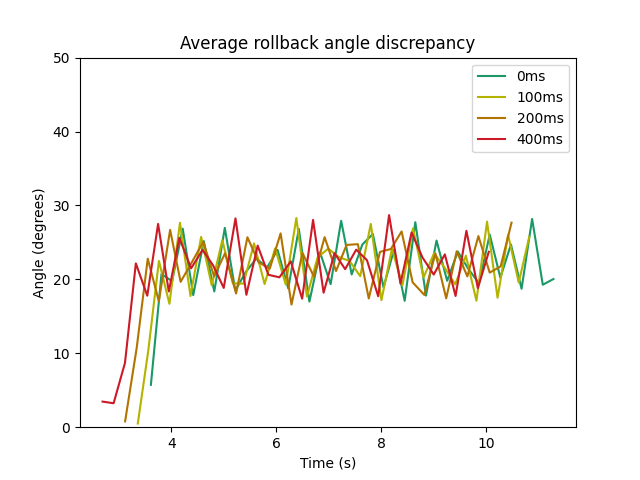 Average rollback angle discrepancy
50
40
30
20
10
0
Angle (degrees)
0ms
100ms
200ms
400ms
4
6
8
10
Time (s)